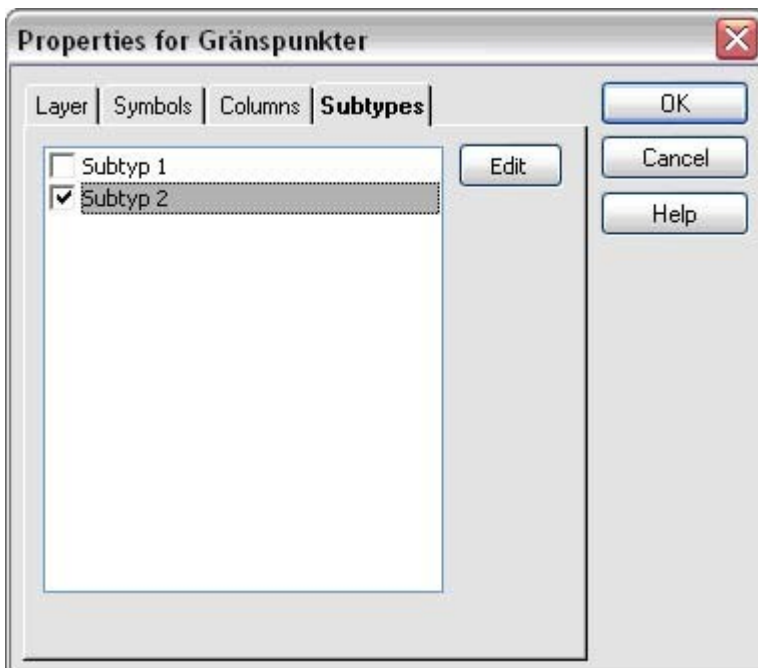 Properties for Gränspunkter
Layer Symbols Columns Subtypes
OK
Subtyp 1
Subtyp 2
Edit
Cancel
Help